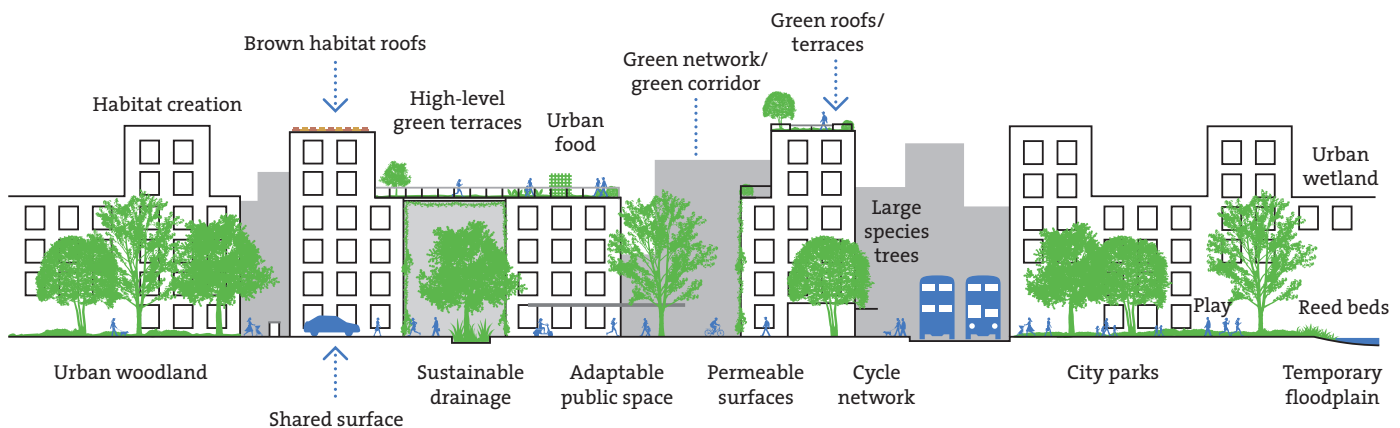 Green roofs/
terraces
Brown habitat roofs
Green network/
green corridor
Habitat creation
High-level
green terraces
Urban
food
Urban
wetland
Large
species
trees
Play
Reed beds
Urban woodland
Sustainable
drainage
Adaptable
public space
Permeable
surfaces
Cycle
network
City parks
Temporary
floodplain
Shared surface